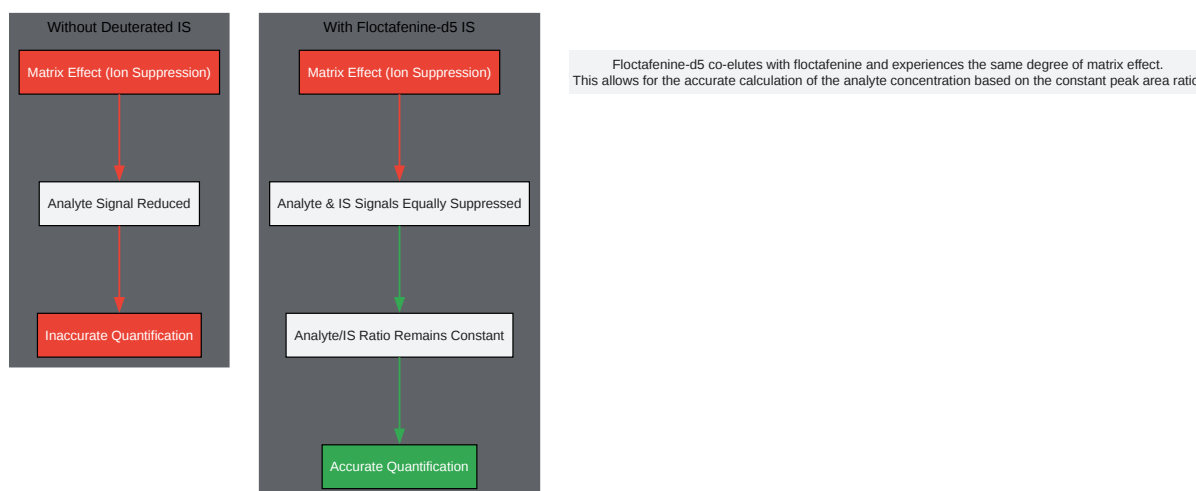 Without Deuterated IS
Matrix Effect (Ion Suppression)
Analyte Signal Reduced
Inaccurate Quantification
With Floctafenine-d5 IS
Matrix Effect (Ion Suppression)
Analyte & IS Signals Equally Suppressed
Analyte/IS Ratio Remains Constant
Accurate Quantification
Floctafenine-d5 co-elutes with floctafenine and experiences the same degree of matrix effect.
This allows for the accurate calculation of the analyte concentration based on the constant peak area ratio